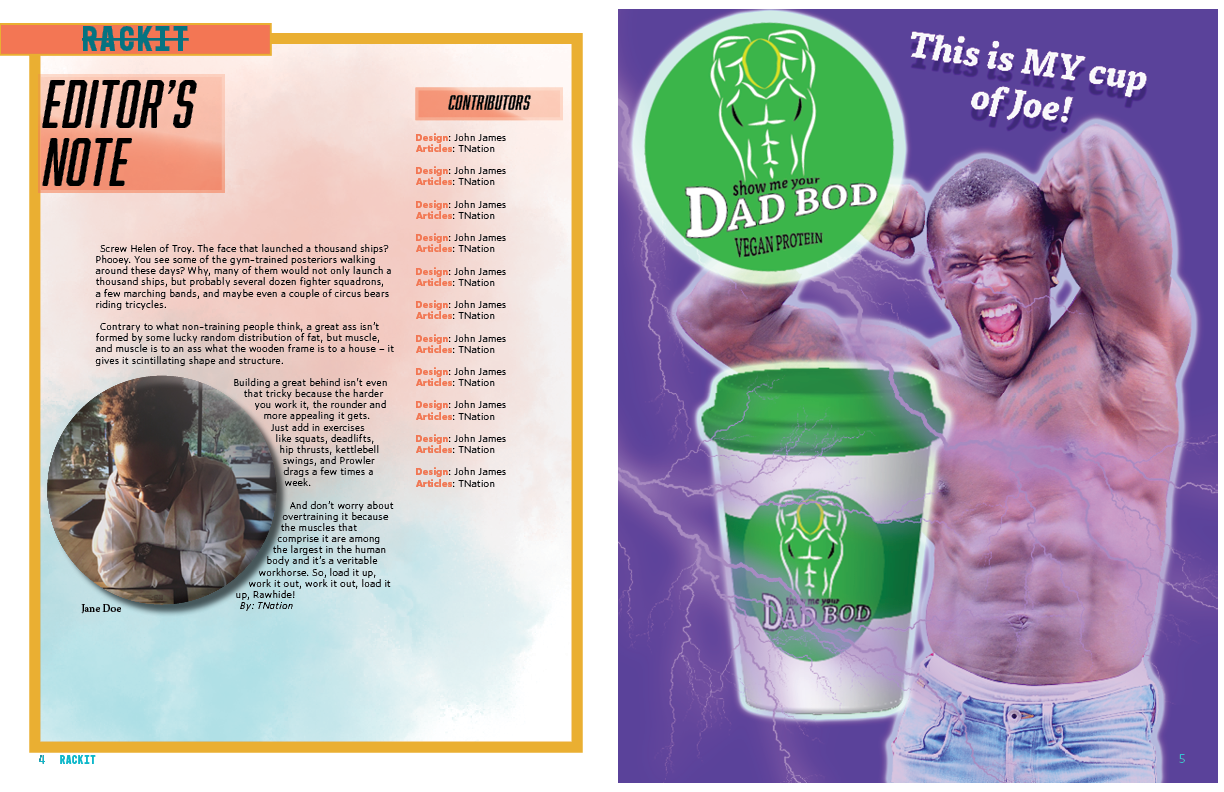 RACKIT
EDITOR'S
NOTE
Screw Helen of Troy. The face that launched a thousand ships?
Phooey. You see some of the gym-trained posteriors walking
around these days? Why, many of them would not only launch a
thousand ships, but probably several dozen fighter squadrons,
a few marching bands, and maybe even a couple of circus bears
riding tricycles.
Contrary to what non-training people think, a great ass isn't
formed by some lucky random distribution of fat, but muscle,
and muscle is to an ass what the wooden frame is to a house – it
gives it scintillating shape and structure.
Building a great behind isn't even
that tricky because the harder
you work it, the rounder and
more appealing it gets.
Just add in exercises
like squats, deadlifts,
hip thrusts, kettlebell
swings, and Prowler
drags a few times a
week.
And don't worry about
overtraining it because
the muscles that
comprise it are among
the largest in the human
body and it's a veritable
workhorse. So, load it up,
work it out, work it out, load it
up, Rawhide!
By: TNation
Jane Doe
CONTRIBUTORS
Design: John James
Articles: TNation
Design: John James
Articles: TNation
Design: John James
Articles: TNation
Design: John James
Articles: TNation
Design: John James
Articles: TNation
Design: John James
Articles: TNation
Design: John James
Articles: TNation
Design: John James
Articles: TNation
Design: John James
Articles: TNation
Design: John James
Articles: TNation
Design: John James
Articles: TNation
4 RACKIT
This is MY cup
of Joe!
show me your
DAD BOD
VEGAN PROTEIN
show me your
DAD BOD
5